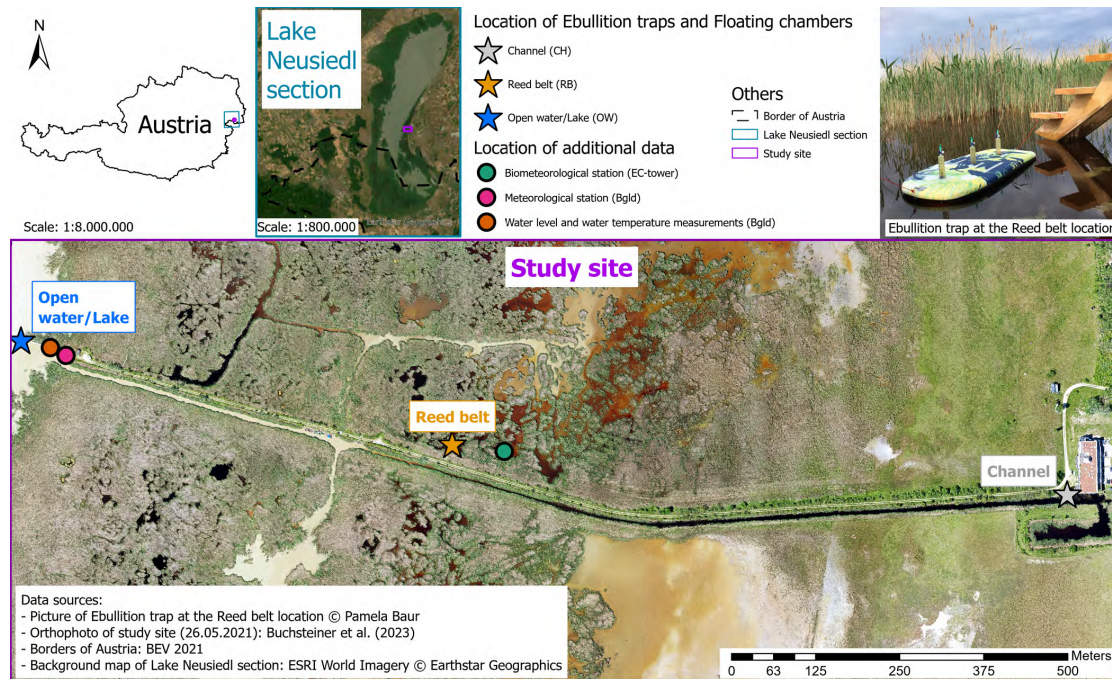 N
Austria
Scale: 1:8.000.000
Lake
Neusiedl
section
Scale: 1:800.000
Location of Ebullition traps and Floating chambers
Channel (CH)
Reed belt (RB)
Open water/Lake (OW)
Location of additional data
Biometeorological station (EC-tower)
Meteorological station (Bgld)
Water level and water temperature measurements (Bgld)
Others
Border of Austria
Lake Neusiedl section
Study site
Ebullition trap at the Reed belt location
Study site
Open
water/Lake
Reed belt
Channel
Data sources:
- Picture of Ebullition trap at the Reed belt location © Pamela Baur
- Orthophoto of study site (26.05.2021): Buchsteiner et al. (2023)
- Borders of Austria: BEV 2021
- Background map of Lake Neusiedl section: ESRI World Imagery © Earthstar Geographics
Meters
0 63 125 250 375 500